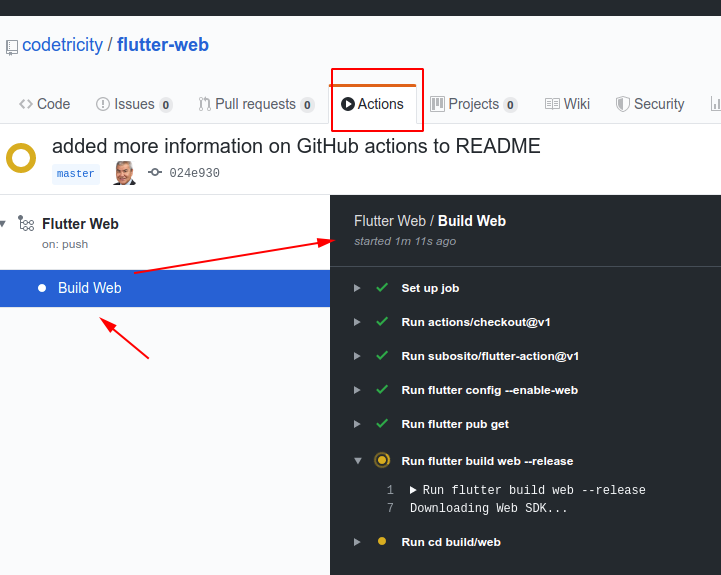 codetricity / flutter-web
Code Issues 0 Pull requests 0 Actions Projects 0 Wiki Security
added more information on GitHub actions to README
master 024e930
Flutter Web
on: push
Build Web
Flutter Web / Build Web
started 1m 11s ago
Set up job
Run actions/checkout@v1
Run subosito/flutter-action@v1
Run flutter config --enable-web
Run flutter pub get
Run flutter build web --release
1 Run flutter build web --release
7 Downloading Web SDK...
Run cd build/web